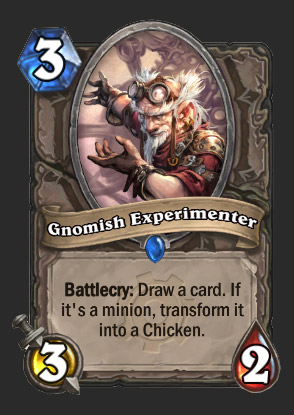 3
Gnomish Experimenter
Battlecry: Draw a card. If
it's a minion, transform it
into a Chicken.
3
2